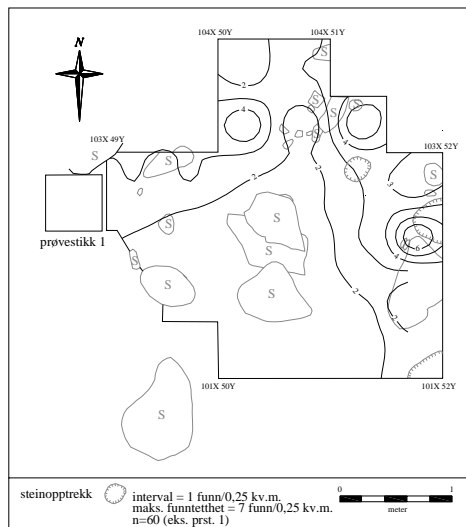 104X 50Y 104X 51Y
2
S
4
S S S
103X 49Y 4 103X 52Y
S S
2 2 3 S
S
prøvestikk 1 S 6
S 4
S
S S
2 2
101X 50Y 101X 52Y
S
steinopptrekk
interval = 1 funn/0,25 kv.m.
maks. funntetthet = 7 funn/0,25 kv.m.
n=60 (eks. prst. 1)
0 1
meter